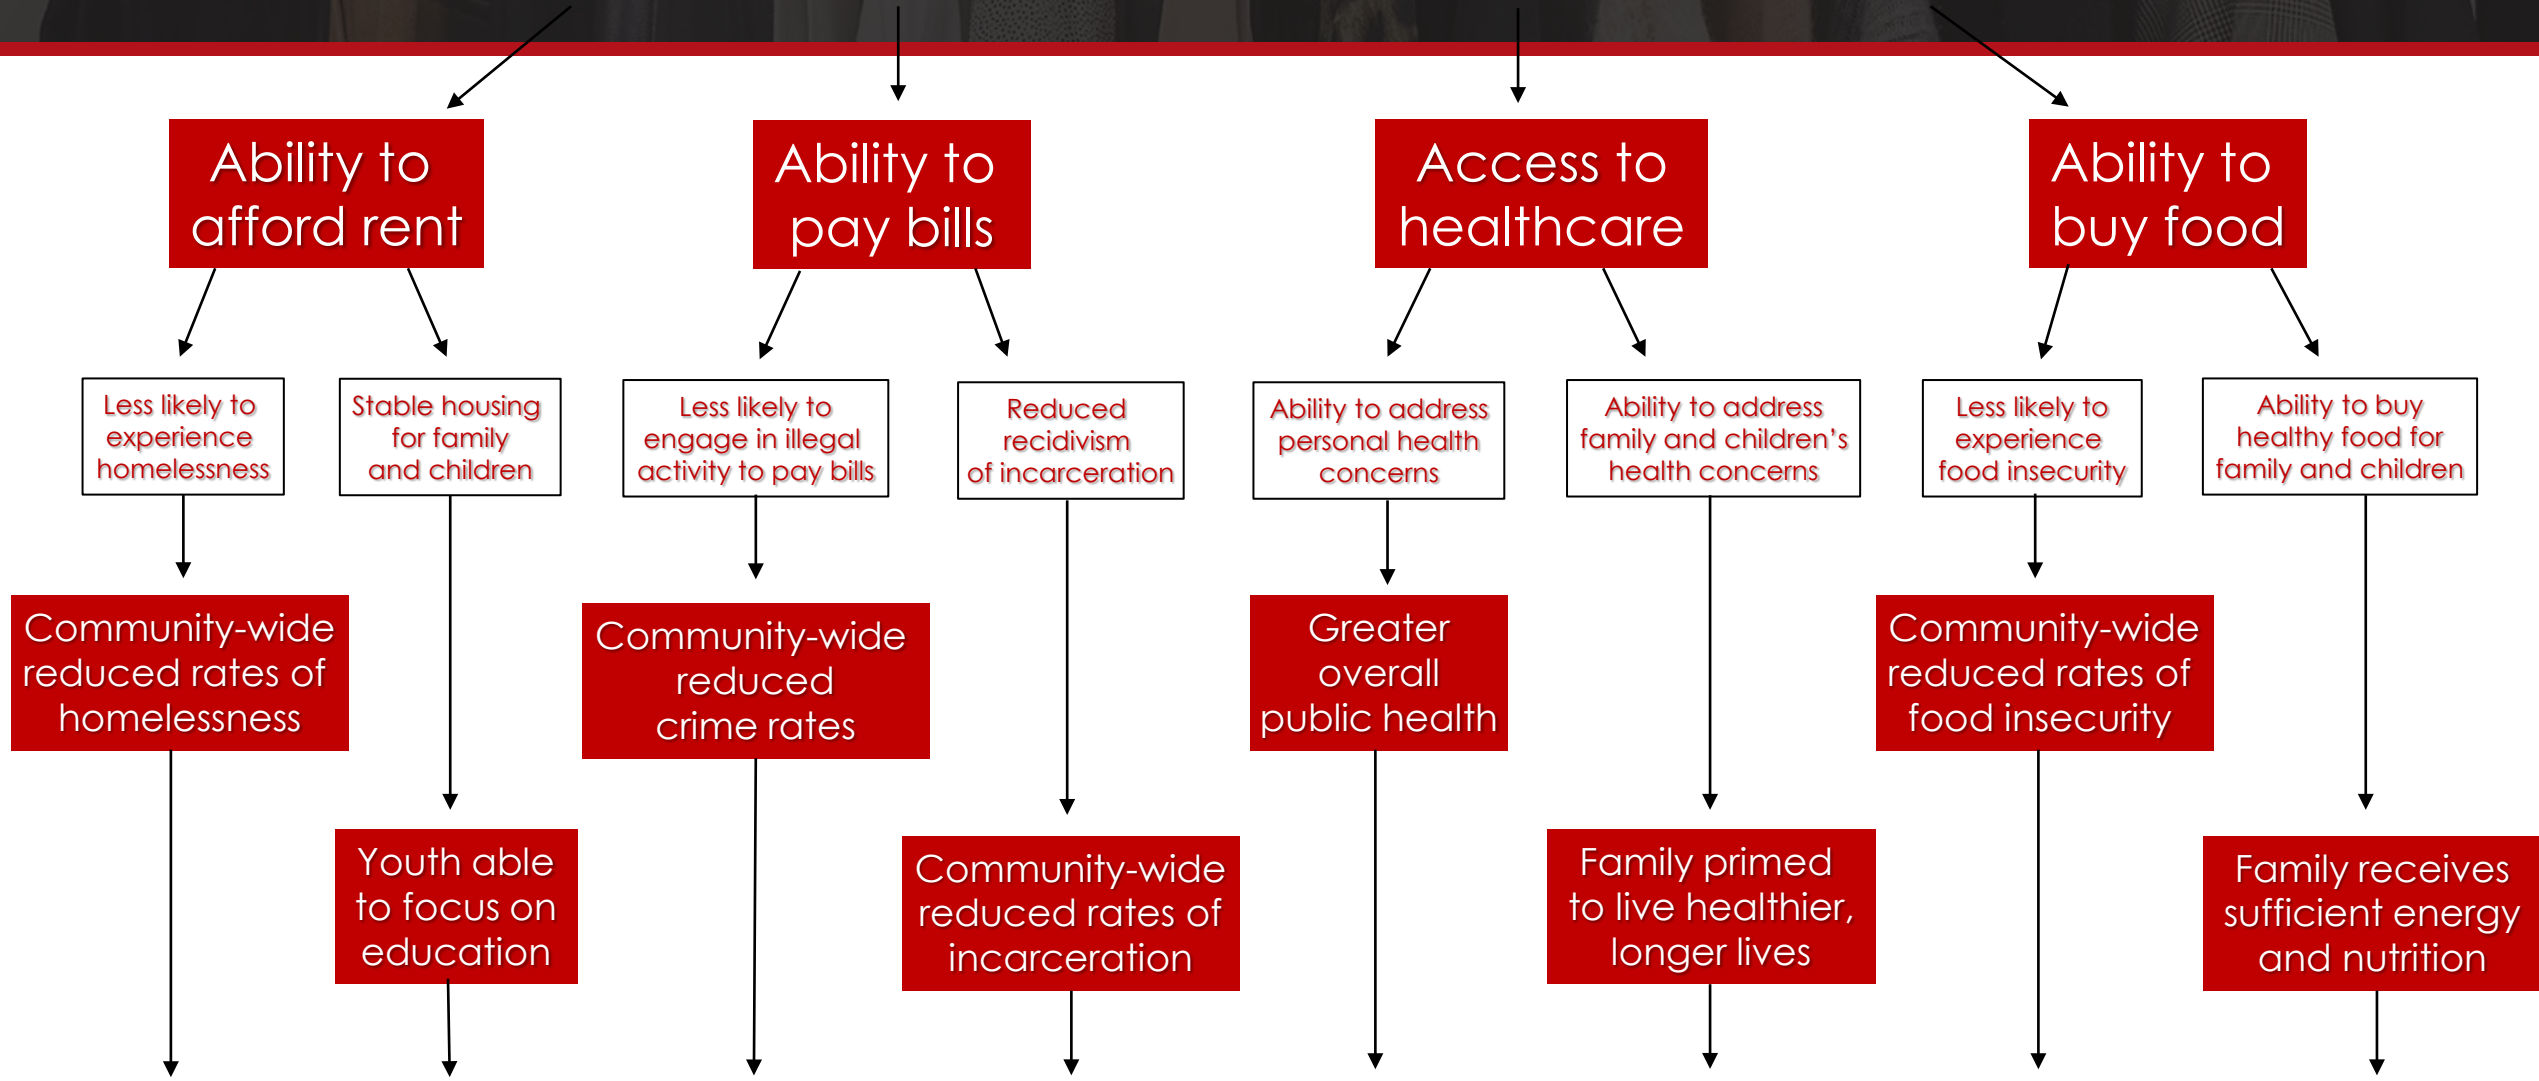 Ability to
afford rent
Ability to
pay bills
Access to
healthcare
Ability to
buy food
Less likely to
experience
homelessness
Stable housing
for family
and children
Less likely to
engage in illegal
activity to pay bills
Reduced
recidivism
of incarceration
Ability to address
personal health
concerns
Ability to address
family and children’s
health concerns
Less likely to
experience
food insecurity
Ability to buy
healthy food for
family and children
Community-wide
reduced rates of
homelessness
Community-wide
reduced
crime rates
Greater
overall
public health
Community-wide
reduced rates of
food insecurity
Youth able
to focus on
education
Community-wide
reduced rates of
incarceration
Family primed
to live healthier,
longer lives
Family receives
sufficient energy
and nutrition